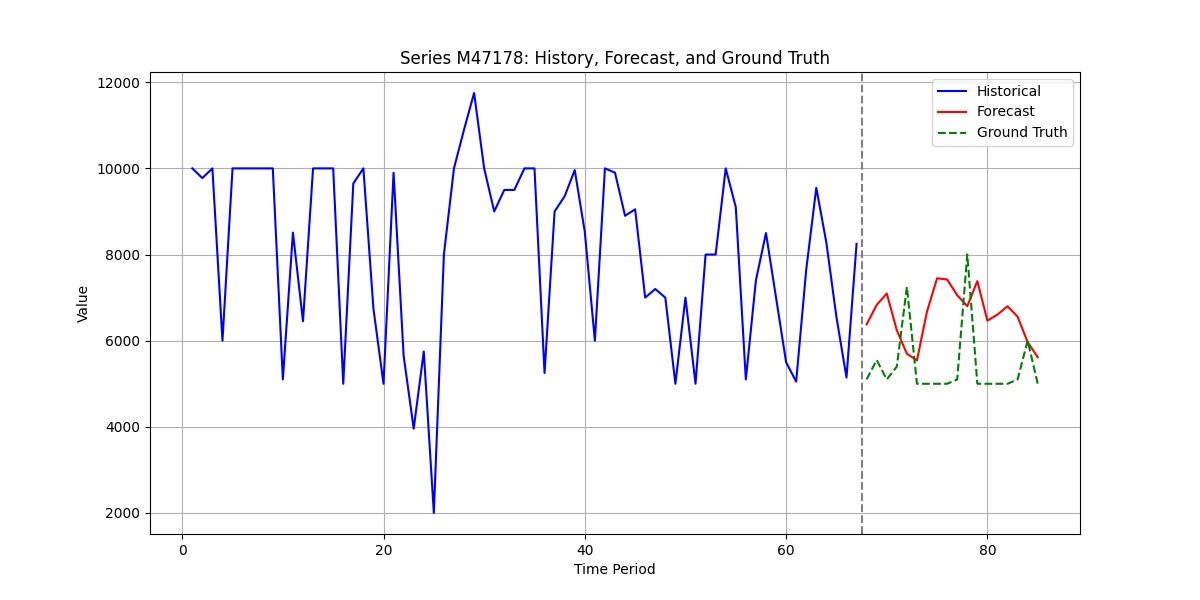 Series M47178: History, Forecast, and Ground Truth
12000
10000
8000
6000
4000
2000
Value
0
20
40
60
80
Time Period
Historical
Forecast
Ground Truth